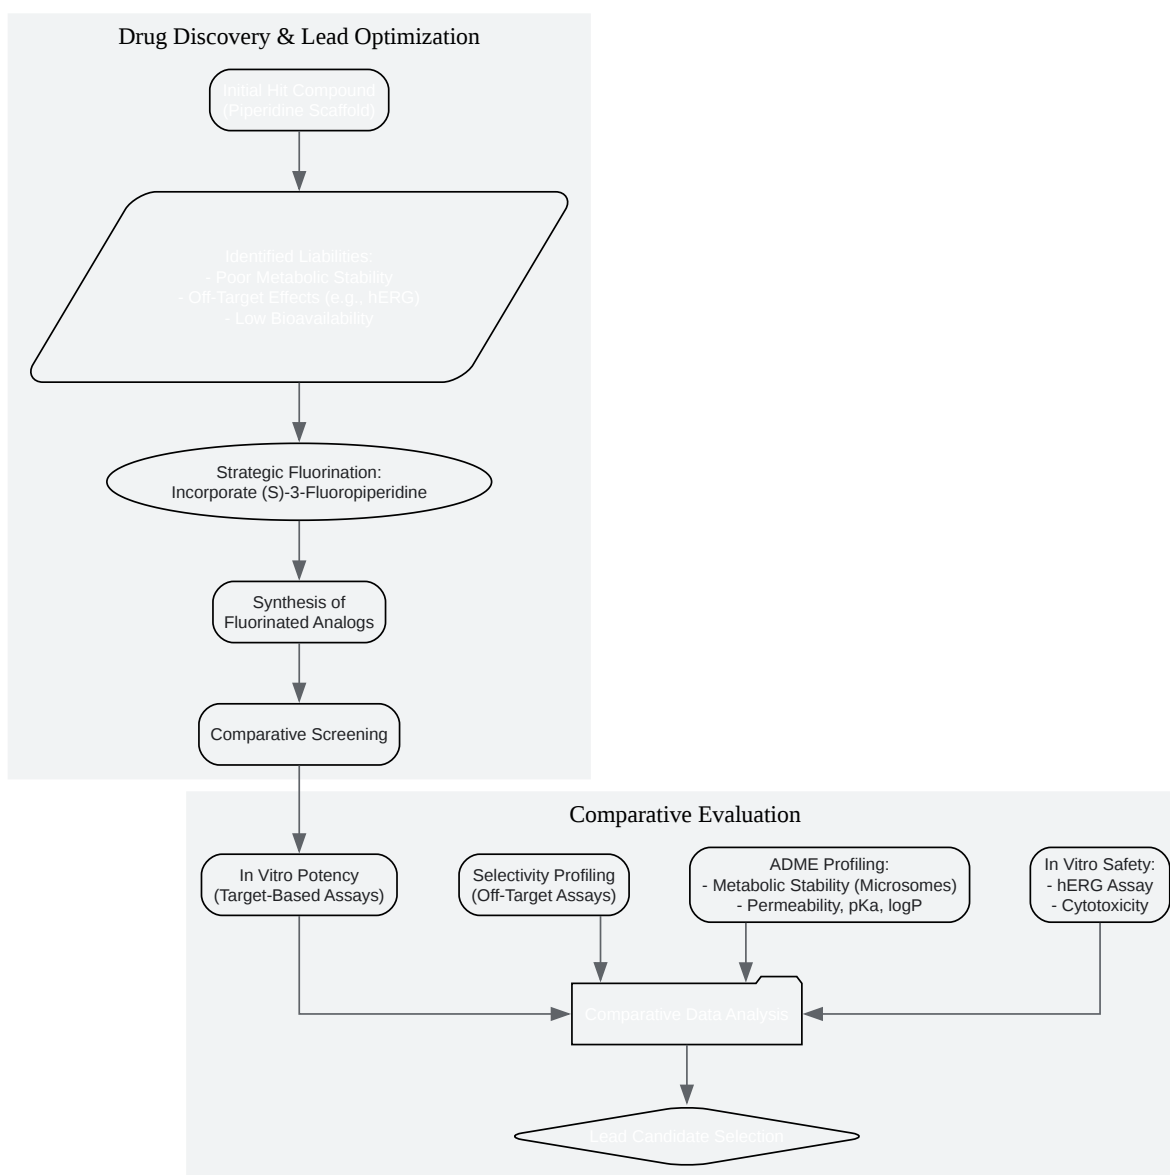 Drug Discovery & Lead Optimization
Initial Hit Compound
(Piperidine Scaffold)
Identified Liabilities:
- Poor Metabolic Stability
- Off-Target Effects (e.g., hERG)
- Low Bioavailability
Strategic Fluorination:
Incorporate (S)-3-Fluoropiperidine
Synthesis of
Fluorinated Analogs
Comparative Screening
Comparative Evaluation
In Vitro Potency
(Target-Based Assays)
Selectivity Profiling
(Off-Target Assays)
ADME Profiling:
- Metabolic Stability (Microsomes)
- Permeability, pKa, logP
In Vitro Safety:
- hERG Assay
- Cytotoxicity
Comparative Data Analysis
Lead Candidate Selection